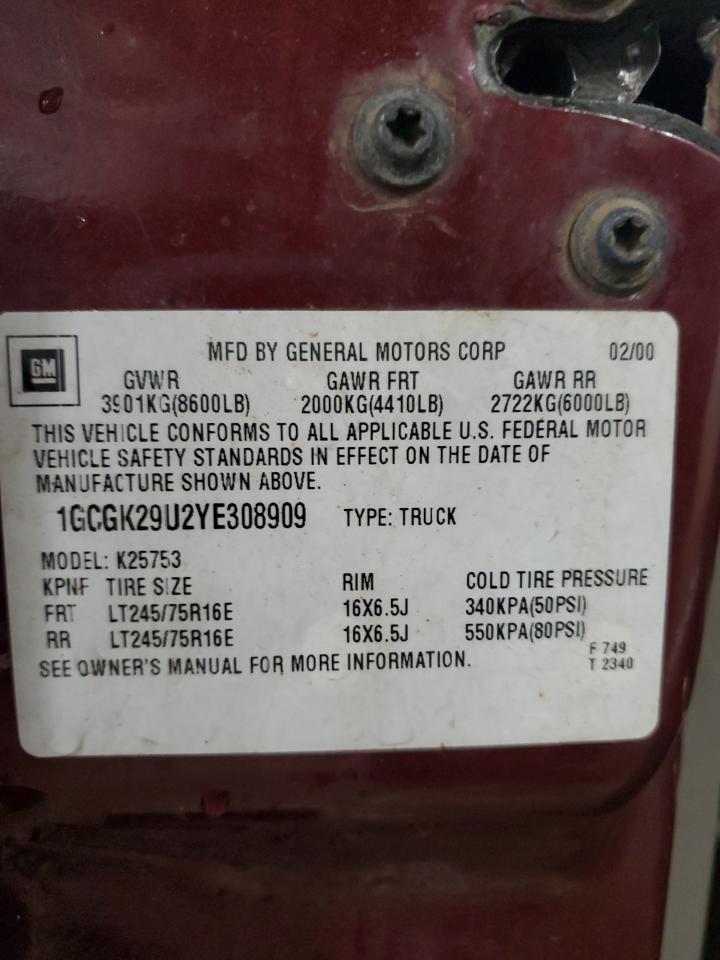 GM
MFD BY GENERAL MOTORS CORP 02/00
GVWR GAWR FRT GAWR RR
3901KG(8600LB) 2000KG(4410LB) 2722KG(6000LB)
THIS VEHICLE CONFORMS TO ALL APPLICABLE U.S. FEDERAL MOTOR
VEHICLE SAFETY STANDARDS IN EFFECT ON THE DATE OF
MANUFACTURE SHOWN ABOVE.
1GCGK29U2YE308909 TYPE: TRUCK
MODEL: K25753
KPNF TIRE SIZE RIM COLD TIRE PRESSURE
FRT LT245/75R16E 16X6.5J 340KPA(50PSI)
RR LT245/75R16E 16X6.5J 550KPA(80PSI)
SEE OWNER'S MANUAL FOR MORE INFORMATION.
F 749
T 2340